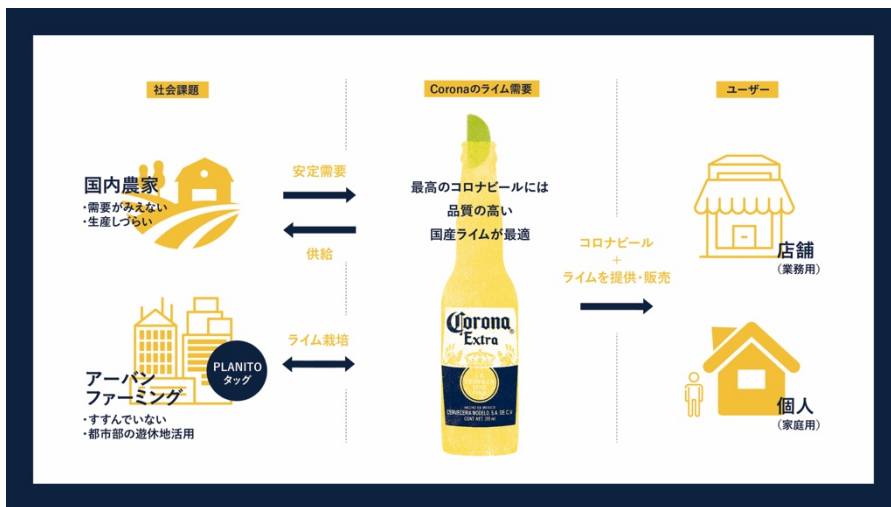 社会課題
国内農家
・需要がみえない
・生産しづらい
安定需要
供給
アーバン
ファーミング
・すすんでいない
・都市部の遊休地活用
PLANITO
タッグ
ライム栽培
Coronaのライム需要
最高のコロナビールには
品質の高い
国産ライムが最適
Corona
Extra
CERVECERIA MODELO, S.A. DE C.V.
コロナビール
+
ライムを提供・販売
ユーザー
店舗
(業務用)
個人
(家庭用)